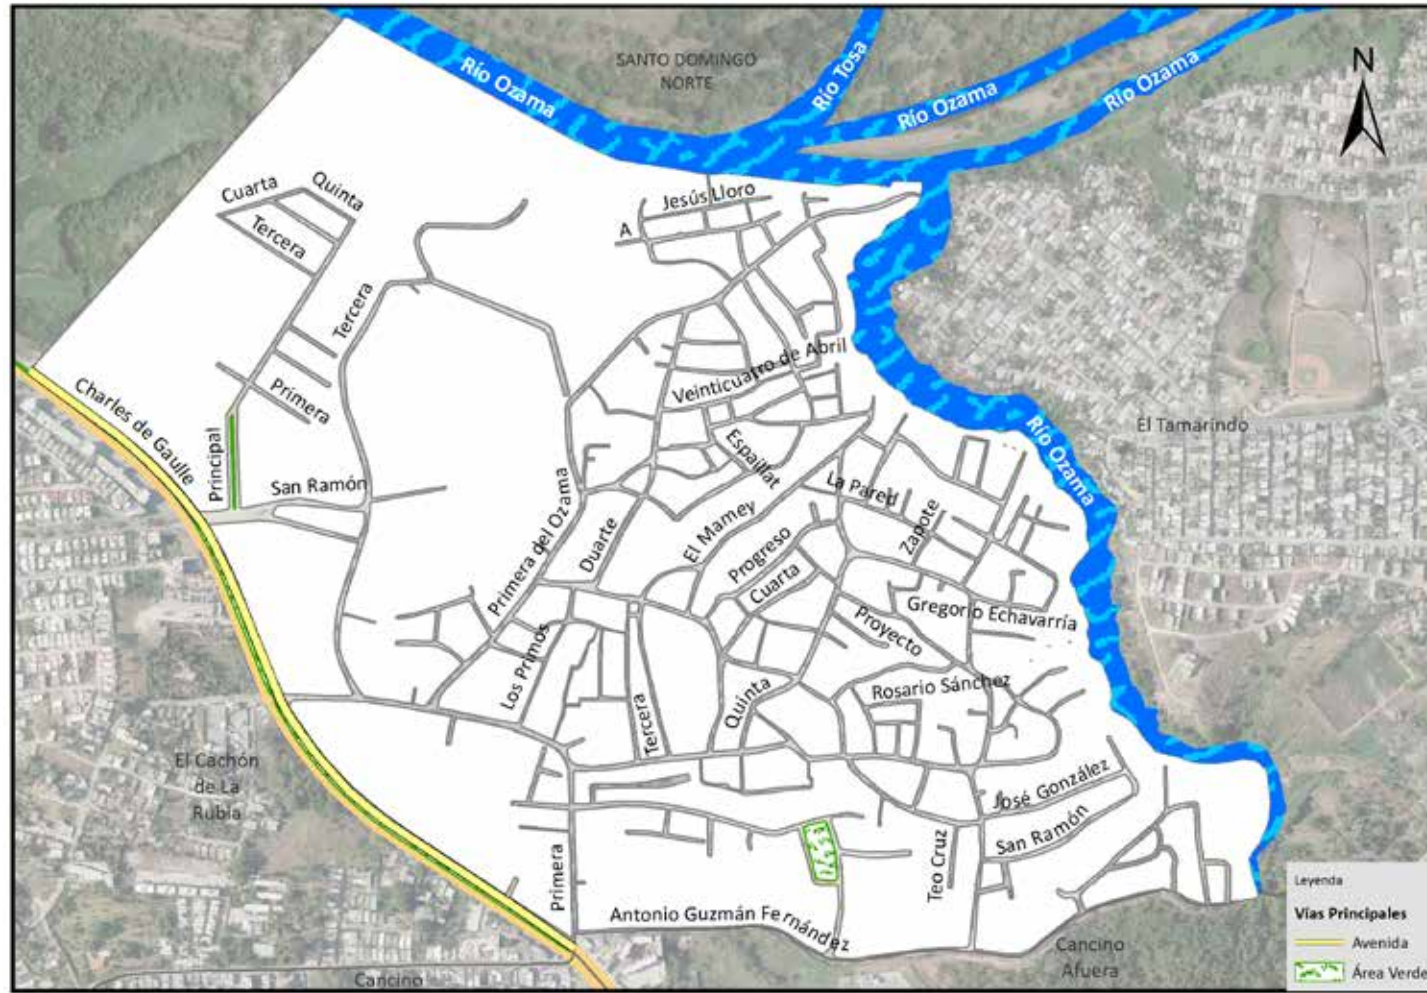 SANTO DOMINGO
NORTE
Río Ozama
Río Tosa
Río Ozama
Río Ozama
N
Cuarta
Quinta
Tercera
Jesús Lloro
A
Tercera
Veinticuatro de Abril
Primera
Charles de Gaulle
Principal
San Ramón
Espaillat
El Tamarindo
Río Ozama
La Pared
Zapote
El Mamey
Primera del Ozama
Duarte
Progreso
Cuarta
Gregorio Echavarría
Proyecto
Los Primos
Tercera
Quinta
Rosario Sánchez
El Cachón
de La
Rubia
José González
San Ramón
Teo Cruz
Primera
Antonio Guzmán Fernández
Cancino
Afuera
Cancino
Leyenda
Vías Principales
Avenida
Área Verde